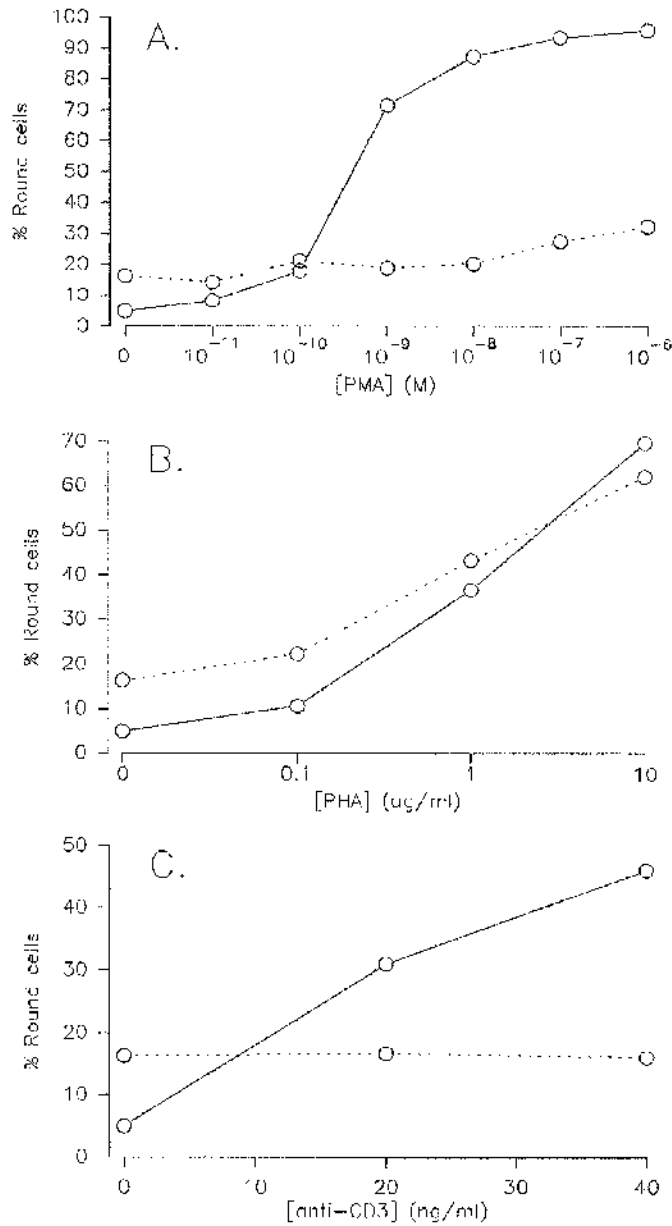 A.
100
90
80
70
60
50
40
30
20
10
0
% Round cells
0 10⁻¹¹ 10⁻¹⁰ 10⁻⁹ 10⁻⁸ 10⁻⁷ 10⁻⁶
[PMA] (M)
B.
70
60
50
40
30
20
10
0
% Round cells
0 0.1 1 10
[PHA] (ug/ml)
C.
50
40
30
20
10
0
% Round cells
0 10 20 30 40
[anti-CD3] (ng/ml)